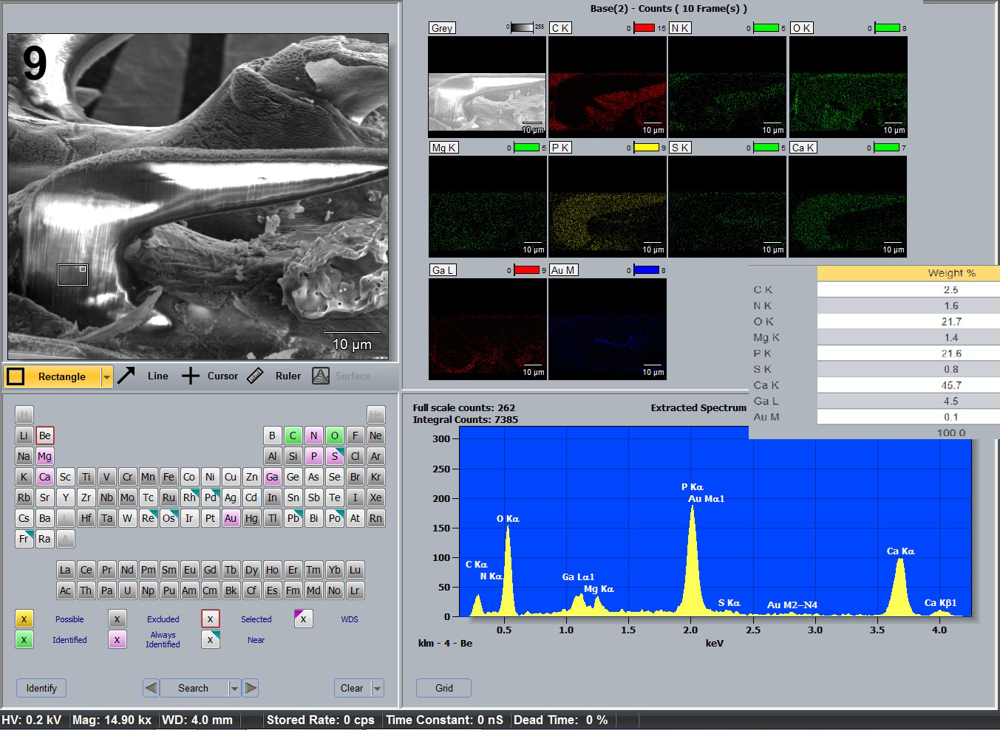 Base(2) - Counts ( 10 Frame(s) )
9
10 µm
Grey 0 255
C K 0 15
N K 0 5
O K 0 8
10 µm
10 µm
10 µm
10 µm
Mg K 0 5
P K 0 9
S K 0 5
Ca K 0 7
10 µm
10 µm
10 µm
10 µm
Ga L 0 9
Au M 0 8
10 µm
10 µm
Weight %
C K 2.5
N K 1.6
O K 21.7
Mg K 1.4
P K 21.6
S K 0.8
Ca K 45.7
Ga L 4.5
Au M 0.1
100.0
Rectangle Line Cursor Ruler Surface
H He
Li Be B C N O F Ne
Na Mg Al Si P S Cl Ar
K Ca Sc Ti V Cr Mn Fe Co Ni Cu Zn Ga Ge As Se Br Kr
Rb Sr Y Zr Nb Mo Tc Ru Rh Pd Ag Cd In Sn Sb Te I Xe
Cs Ba L Hf Ta W Re Os Ir Pt Au Hg Tl Pb Bi Po At Rn
Fr Ra A
La Ce Pr Nd Pm Sm Eu Gd Tb Dy Ho Er Tm Yb Lu
Ac Th Pa U Np Pu Am Cm Bk Cf Es Fm Md No Lr
X Possible X Excluded X Selected X WDS
X Identified X Always Identified X Near
Identify Search Clear
Full scale counts: 262
Extracted Spectrum
Integral Counts: 7385
300
250
200
150
100
50
0
P Kα
Au Mα1
O Kα
C Kα
N Kα
Ga Lα1
Mg Kα
S Kα
Au M2–N4
Ca Kα
Ca Kβ1
0.5 1.0 1.5 2.0 2.5 3.0 3.5 4.0
klm - 4 - Be
keV
Grid
HV: 0.2 kV Mag: 14.90 kx WD: 4.0 mm Stored Rate: 0 cps Time Constant: 0 nS Dead Time: 0 %